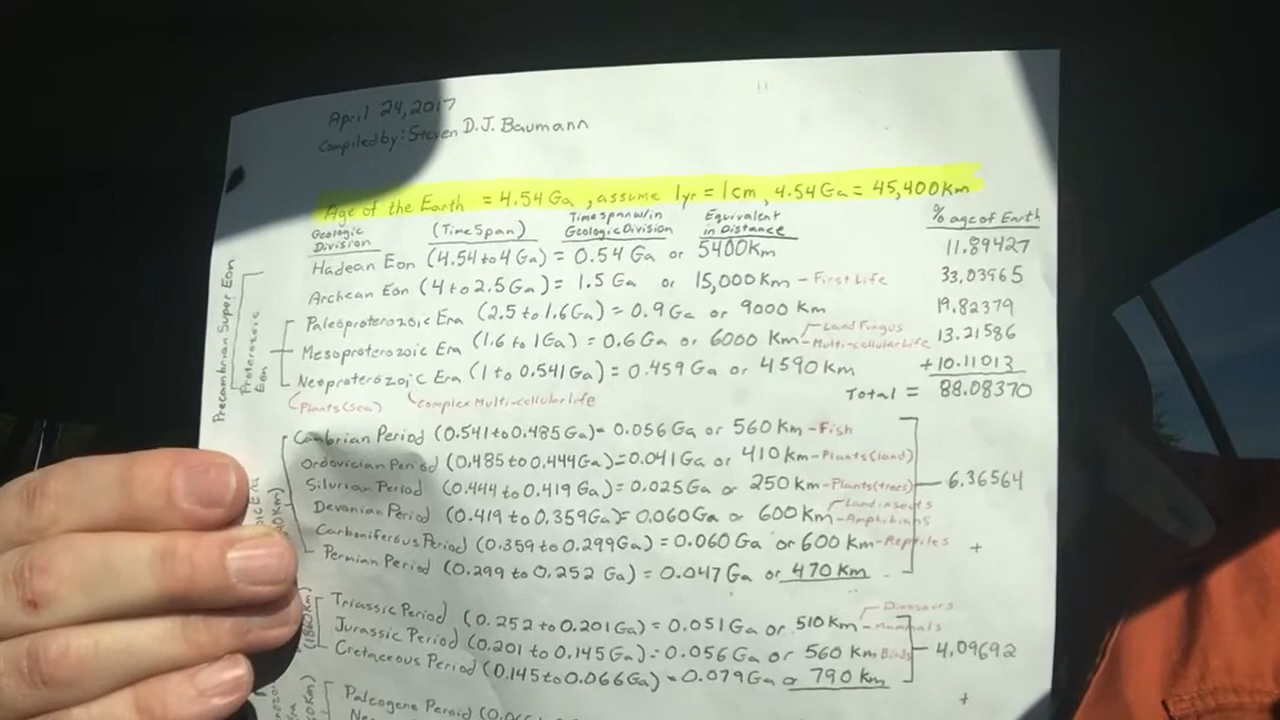 April 24, 2017
Compiled by: Steven D.J. Baumann
Age of the Earth = 4.54 Ga, assume 1yr = 1cm, 4.54 Ga = 45,400 Km
Geologic Division (Time Span) Timespan w/in Geologic Division Equivalent in Distance % age of Earth
Hadean Eon (4.54 to 4 Ga) = 0.54 Ga or 5400Km 11.89427
Archean Eon (4 to 2.5 Ga) = 1.5 Ga or 15,000 Km - First Life 33.03965
Paleoproterozoic Era (2.5 to 1.6Ga) = 0.9 Ga or 9000 Km 19.82379
Land Fungus
Mesoproterozoic Era (1.6 to 1Ga) = 0.6 Ga or 6000 Km - Multi-cellular Life 13.21586
Neoproterozoic Era (1 to 0.541 Ga) = 0.459 Ga or 4590 km +10.11013
Plants (sea) Complex Multi-cellular life Total = 88.08370
Precambrian Super Eon
Proterozoic Eon
Cambrian Period (0.541 to 0.485 Ga) = 0.056 Ga or 560 Km - Fish
Ordovician Period (0.485 to 0.444 Ga) = 0.041 Ga or 410 km - Plants (land)
Silurian Period (0.444 to 0.419 Ga) = 0.025 Ga or 250 km - Plants (trees) 6.36564
Land insects
Devonian Period (0.419 to 0.359Ga) = 0.060 Ga or 600 Km - Amphibians
Carboniferous Period (0.359 to 0.299 Ga) = 0.060 Ga or 600 Km - Reptiles +
Permian Period (0.299 to 0.252 Ga) = 0.047 Ga or 470 Km
Dinosaurs
Triassic Period (0.252 to 0.201Ga) = 0.051 Ga or 510 Km - Mammals
Jurassic Period (0.201 to 0.145 Ga) = 0.056 Ga or 560 Km Birds 4.09692
Cretaceous Period (0.145 to 0.066 Ga) = 0.079 Ga or 790 km
(1860 Km) +
Paleogene Period